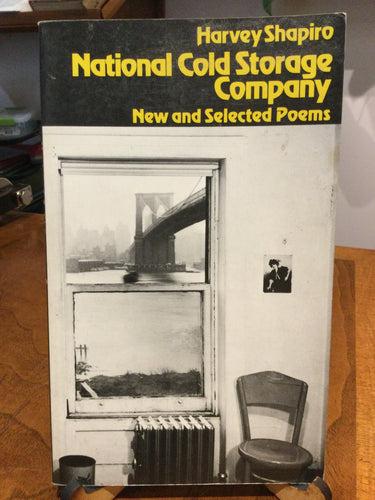 Harvey Shapiro
National Cold Storage
Company
New and Selected Poems